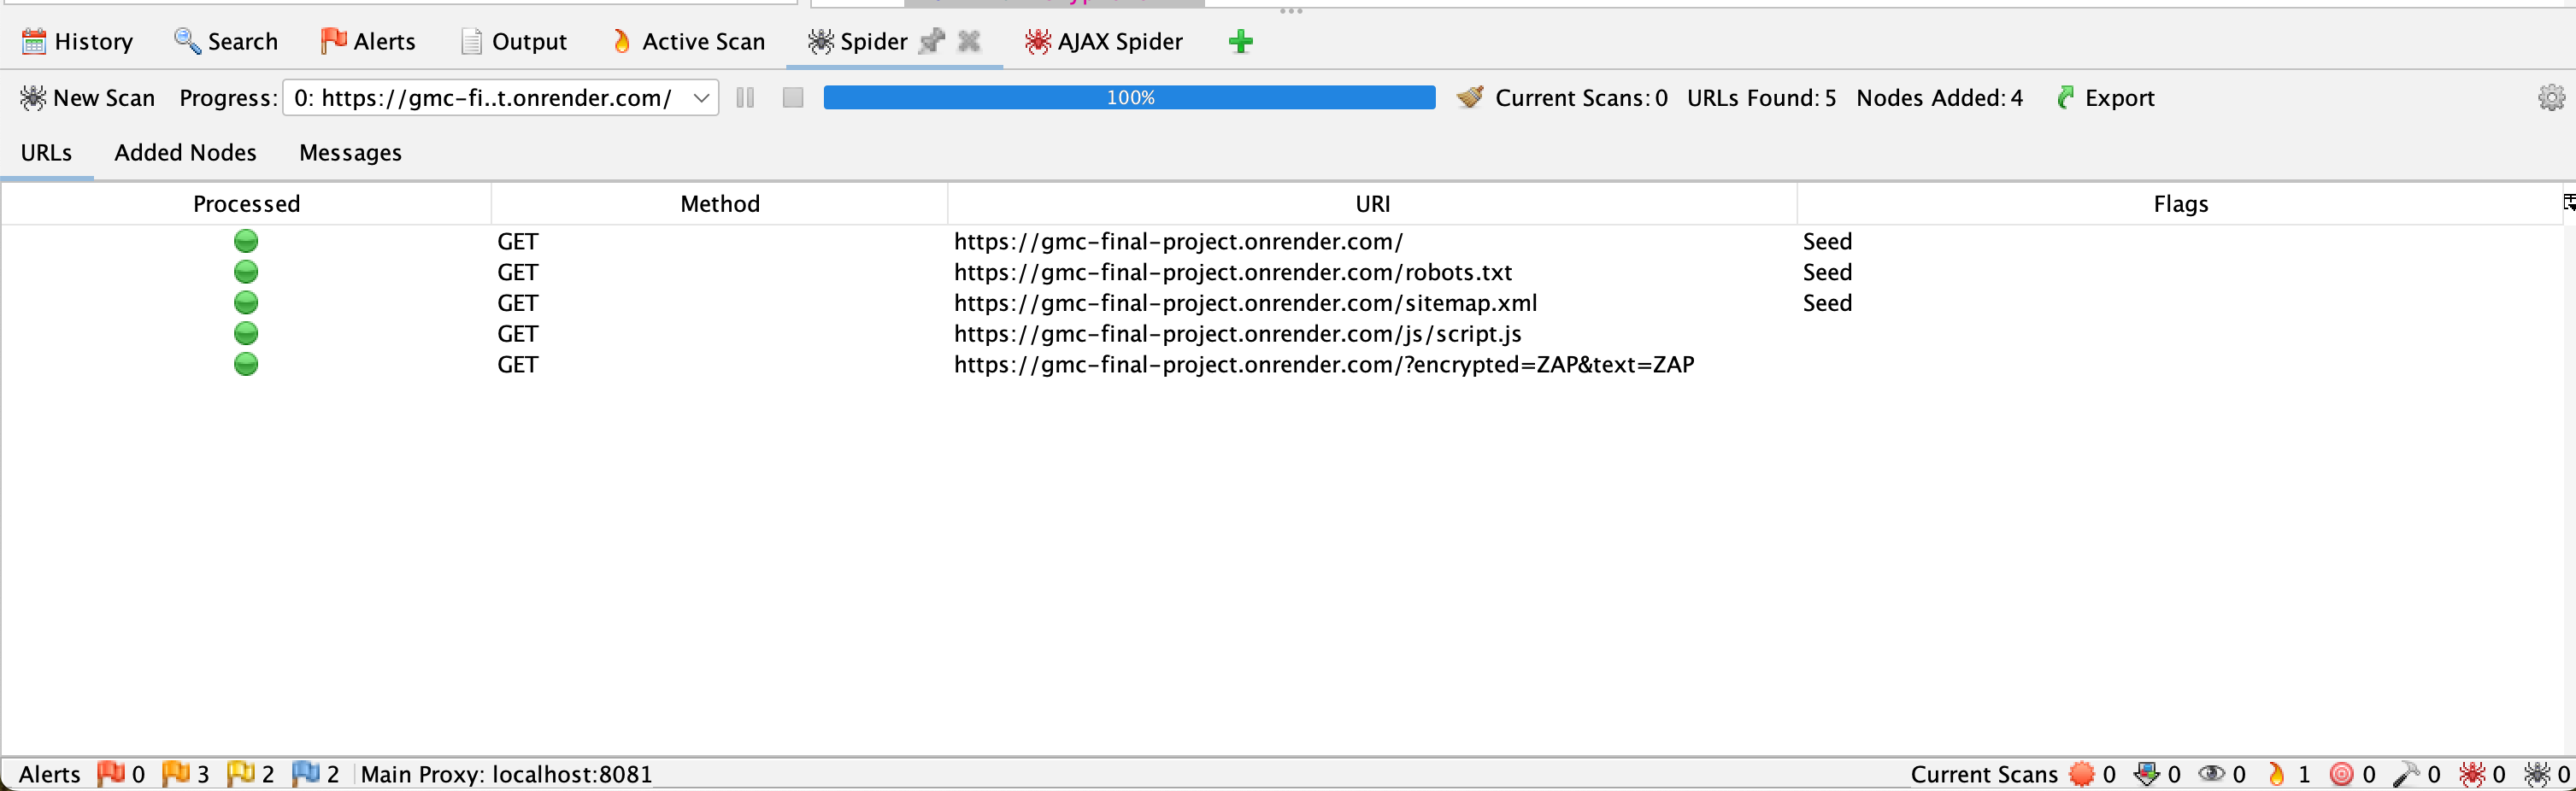 History Search Alerts Output Active Scan Spider AJAX Spider
New Scan Progress: 0: https://gmc-fi..t.onrender.com/ 100% Current Scans: 0 URLs Found: 5 Nodes Added: 4 Export
URLs Added Nodes Messages
Processed Method URI Flags
GET https://gmc-final-project.onrender.com/ Seed
GET https://gmc-final-project.onrender.com/robots.txt Seed
GET https://gmc-final-project.onrender.com/sitemap.xml Seed
GET https://gmc-final-project.onrender.com/js/script.js
GET https://gmc-final-project.onrender.com/?encrypted=ZAP&text=ZAP
Alerts 0 3 2 2 Main Proxy: localhost:8081 Current Scans 0 0 0 1 0 0 0 0